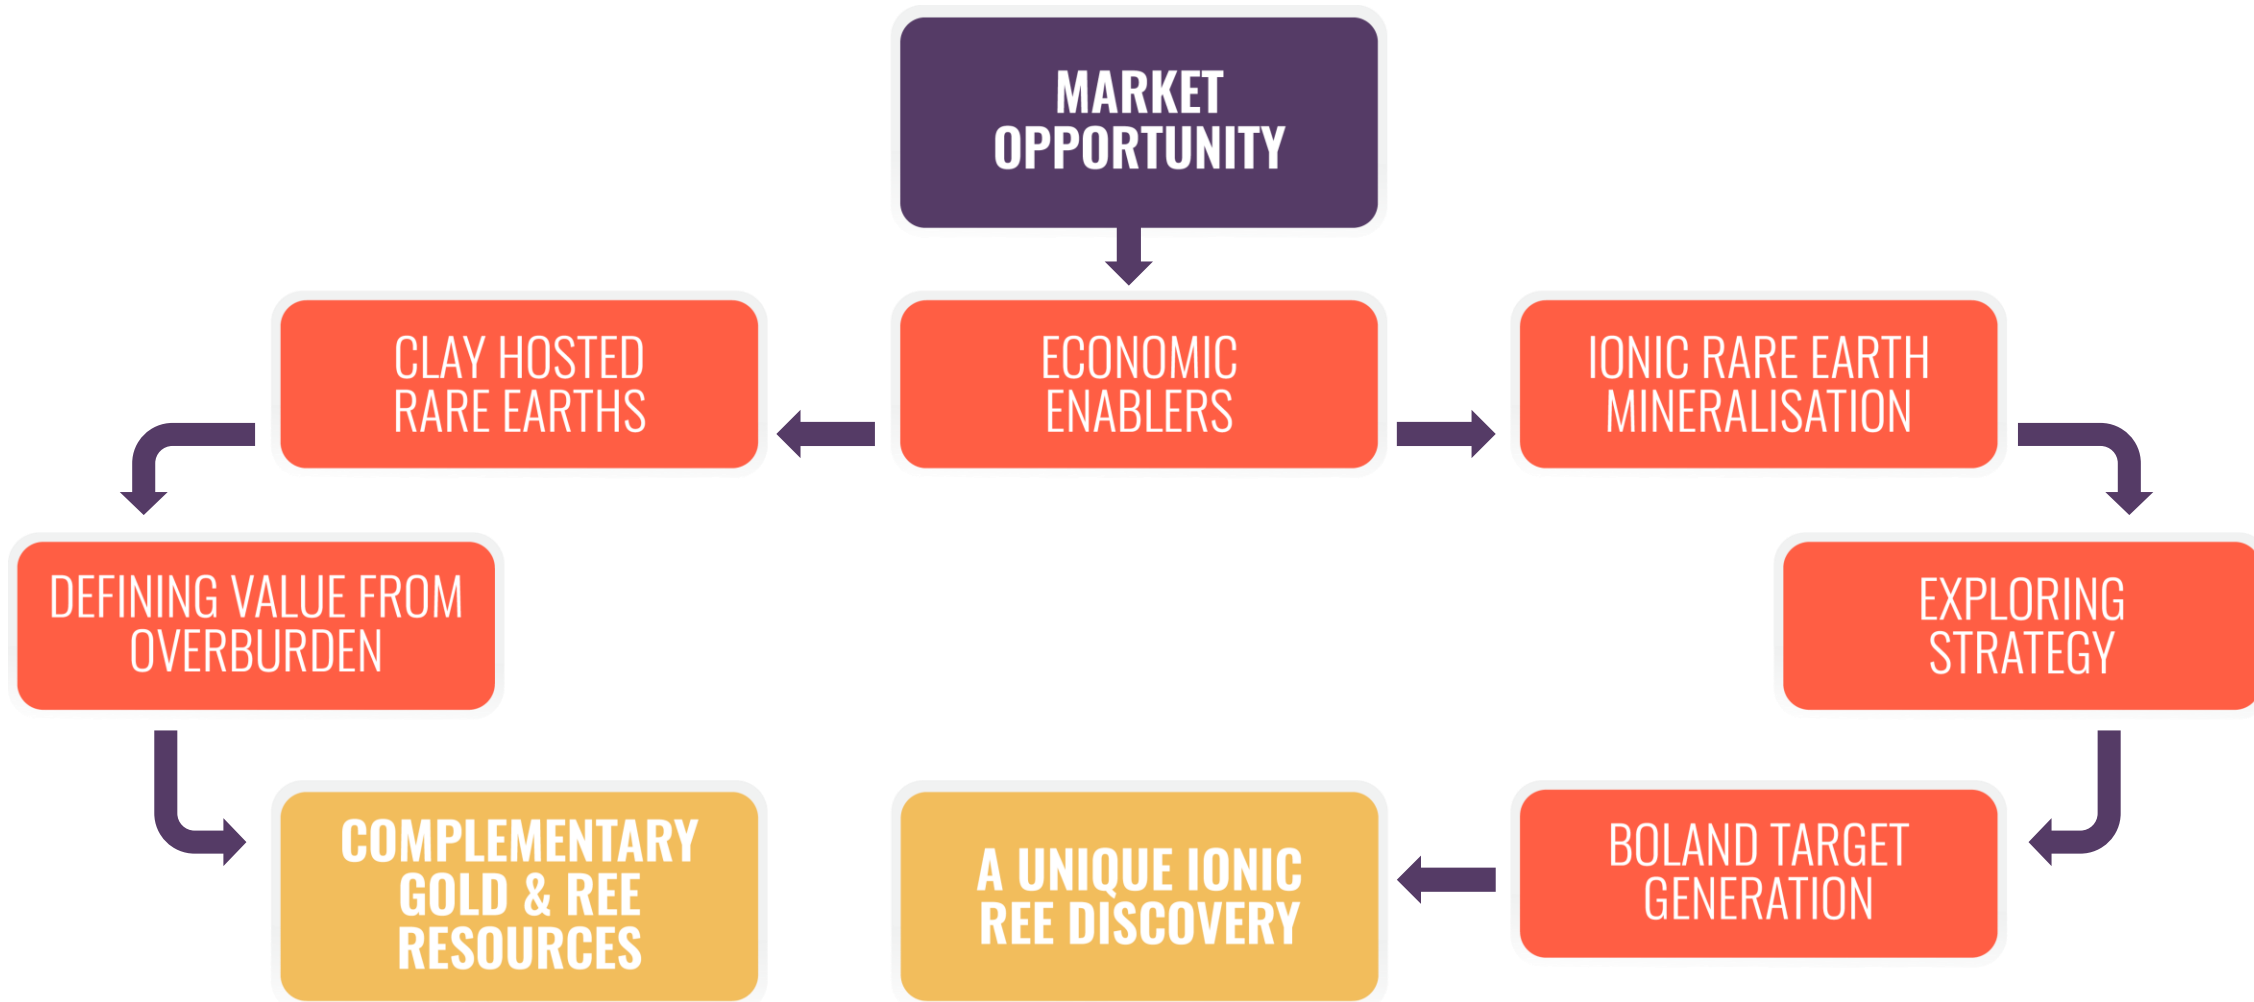 MARKET
OPPORTUNITY
CLAY HOSTED
RARE EARTHS
ECONOMIC
ENABLERS
IONIC RARE EARTH
MINERALISATION
DEFINING VALUE FROM
OVERBURDEN
EXPLORING
STRATEGY
COMPLEMENTARY
GOLD & REE
RESOURCES
A UNIQUE IONIC
REE DISCOVERY
BOLAND TARGET
GENERATION